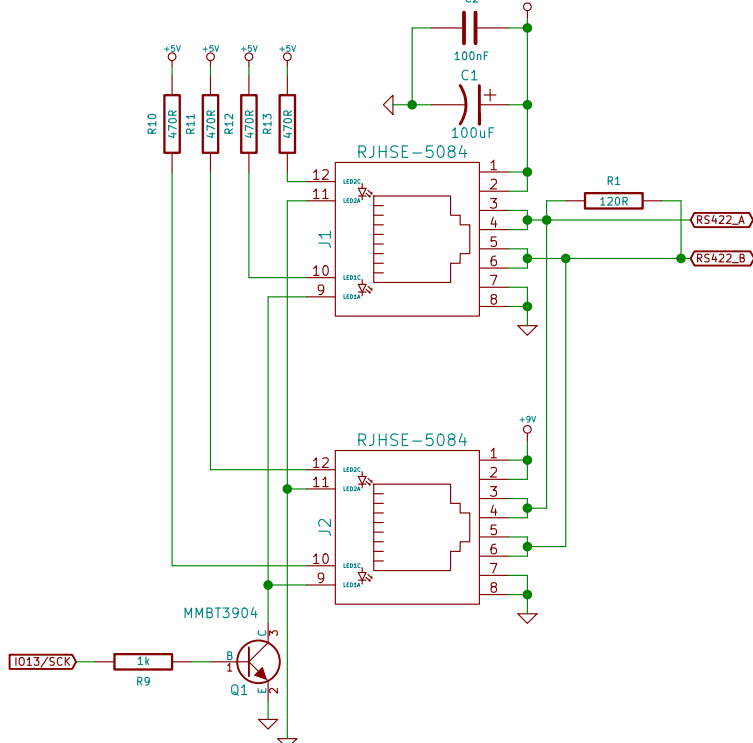 C2
100nF
+5V
+5V
+5V
+5V
C1
100uF
R10
470R
R11
470R
R12
470R
R13
470R
RJHSE-5084
12
LED2C
11
LED2A
10
LED1C
9
LED1A
J1
1
2
3
4
5
6
7
8
R1
120R
RS422_A
RS422_B
+9V
RJHSE-5084
12
LED2C
11
LED2A
10
LED1C
9
LED1A
J2
1
2
3
4
5
6
7
8
MMBT3904
IO13/SCK
1k
R9
B
1
C
3
E
2
Q1